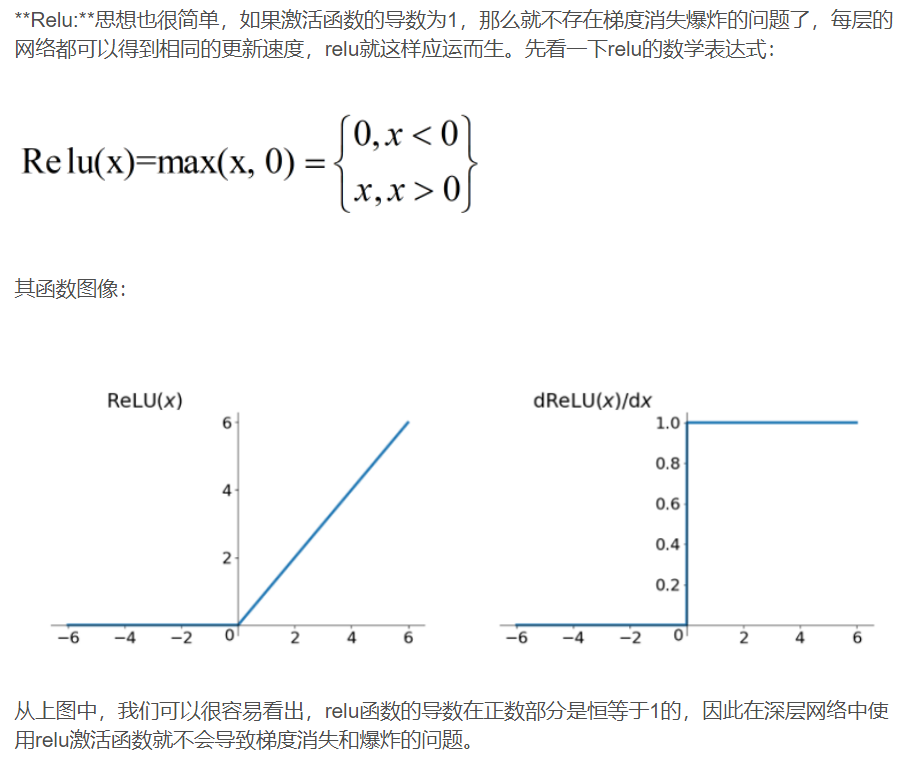 **Relu:**思想也很简单，如果激活函数的导数为1，那么就不存在梯度消失爆炸的问题了，每层的
网络都可以得到相同的更新速度，relu就这样应运而生。先看一下relu的数学表达式：
Relu(x)=max(x, 0) = {0, x < 0
x, x > 0}
其函数图像：
ReLU(x)
6
4
2
−6 −4 −2 0 2 4 6
dReLU(x)/dx
1.0
0.8
0.6
0.4
0.2
−6 −4 −2 0 2 4 6
从上图中，我们可以很容易看出，relu函数的导数在正数部分是恒等于1的，因此在深层网络中使
用relu激活函数就不会导致梯度消失和爆炸的问题。